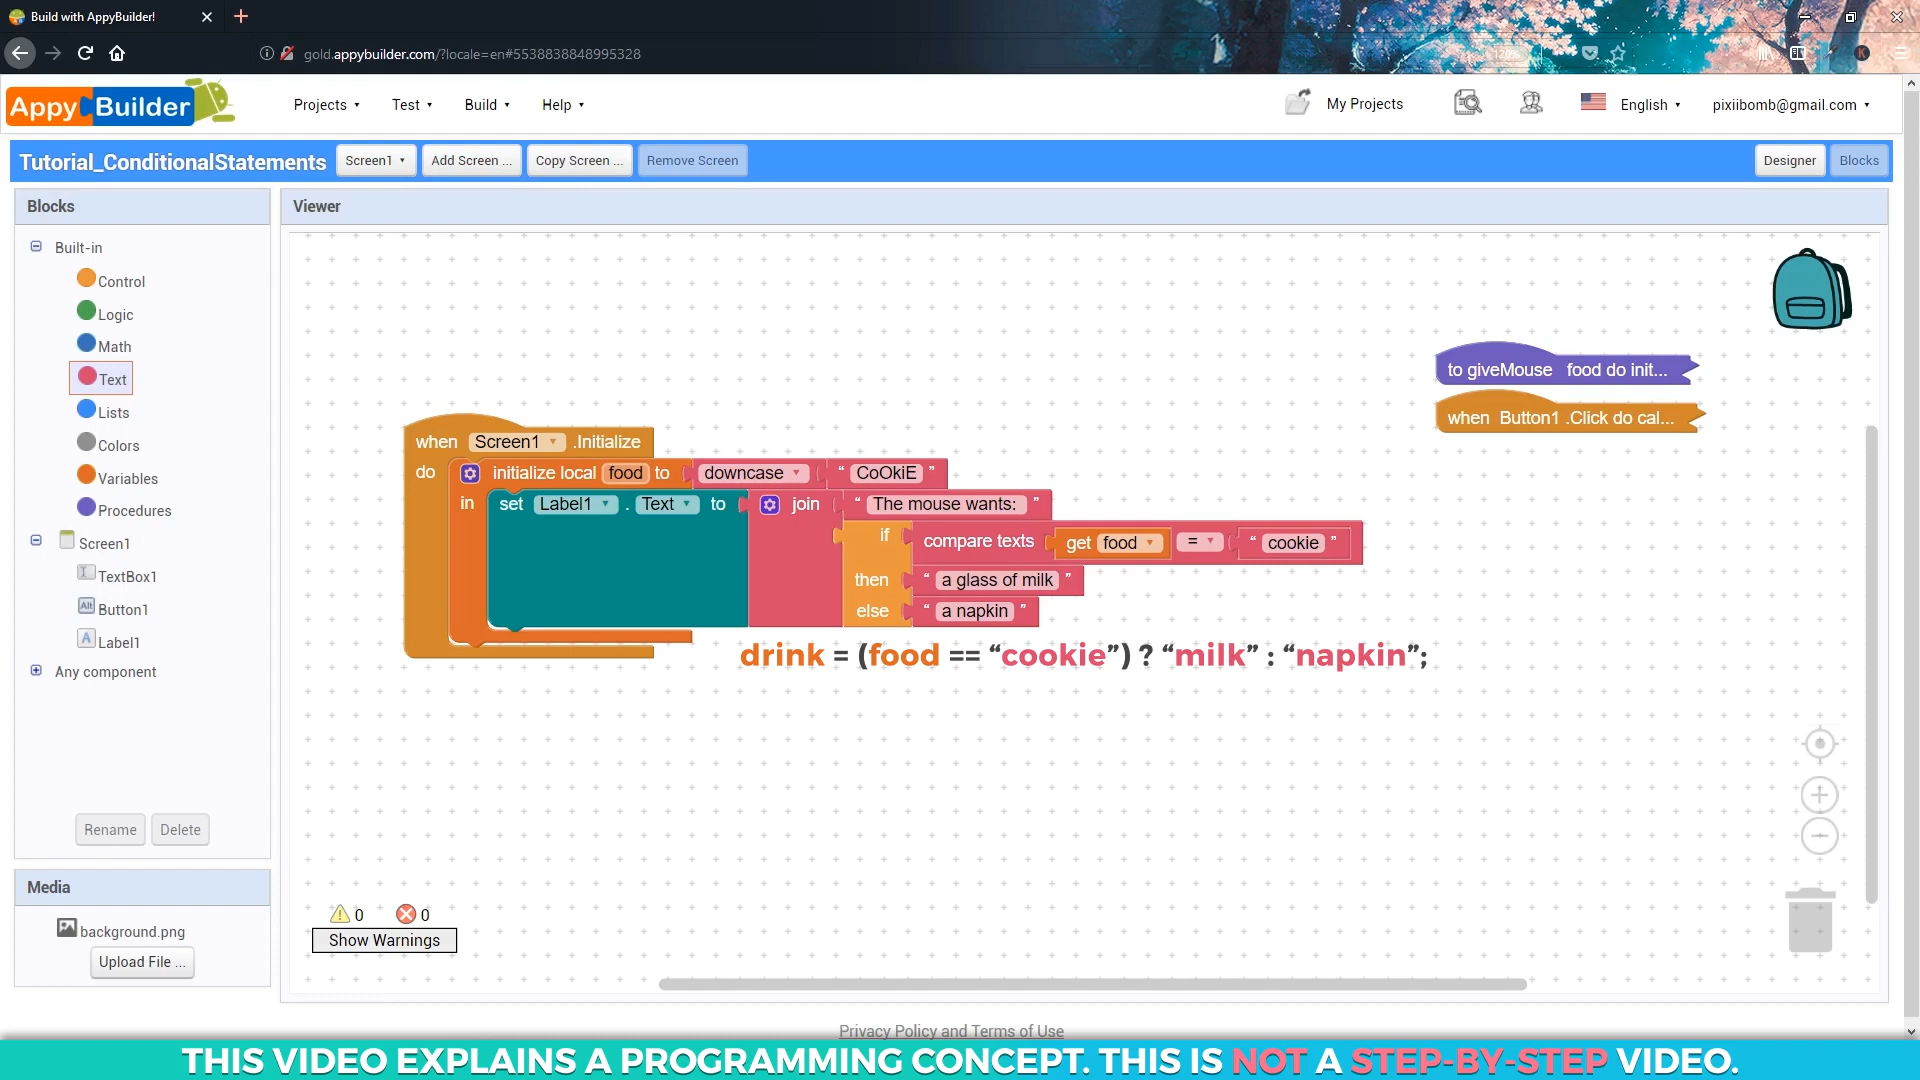 Build with AppyBuilder!
gold.appybuilder.com/?locale=en#5538838848995328
120%
AppyBuilder
Projects
Test
Build
Help
My Projects
English
pixiibomb@gmail.com
Tutorial_ConditionalStatements
Screen1
Add Screen ...
Copy Screen ...
Remove Screen
Designer
Blocks
Blocks
Viewer
Built-in
Control
Logic
Math
Text
Lists
Colors
Variables
Procedures
Screen1
TextBox1
Button1
Label1
Any component
Rename
Delete
Media
background.png
Upload File ...
to giveMouse food do init...
when Button1 .Click do cal...
when Screen1 .Initialize
do initialize local food to downcase “ CoOkiE ”
in set Label1 . Text to join “ The mouse wants: ”
if compare texts get food = “ cookie ”
then “ a glass of milk ”
else “ a napkin ”
drink = (food == “cookie”) ? “milk” : “napkin”;
0 0
Show Warnings
Privacy Policy and Terms of Use
THIS VIDEO EXPLAINS A PROGRAMMING CONCEPT. THIS IS NOT A STEP-BY-STEP VIDEO.